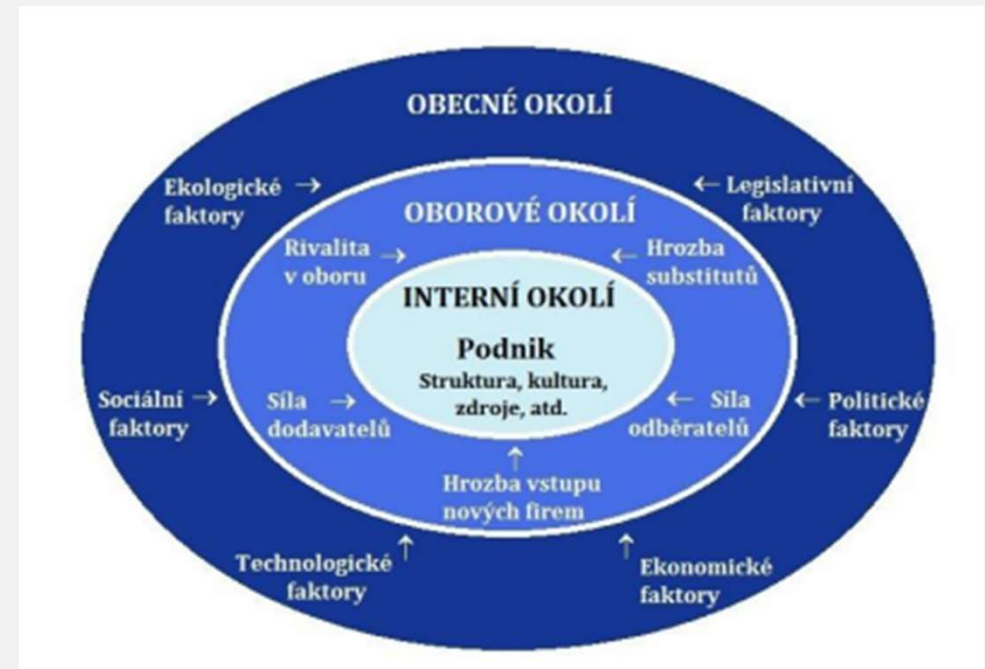 OBECNÉ OKOLÍ
Ekologické →
faktory
← Legislativní
faktory
OBOROVÉ OKOLÍ
Rivalita →
v oboru
← Hrozba
substitutů
INTERNÍ OKOLÍ
Podnik
Struktura, kultura,
zdroje, atd.
Sociální →
faktory
Síla →
dodavatelů
← Síla
odběratelů
← Politické
faktory
↑
Hrozba vstupu
nových firem
Technologické ↑
faktory
↑ Ekonomické
faktory